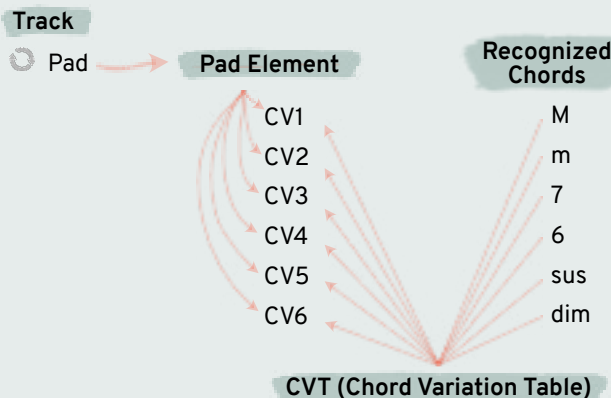 Track
Pad
Pad Element
CV1
CV2
CV3
CV4
CV5
CV6
Recognized
Chords
M
m
7
6
sus
dim
CVT (Chord Variation Table)